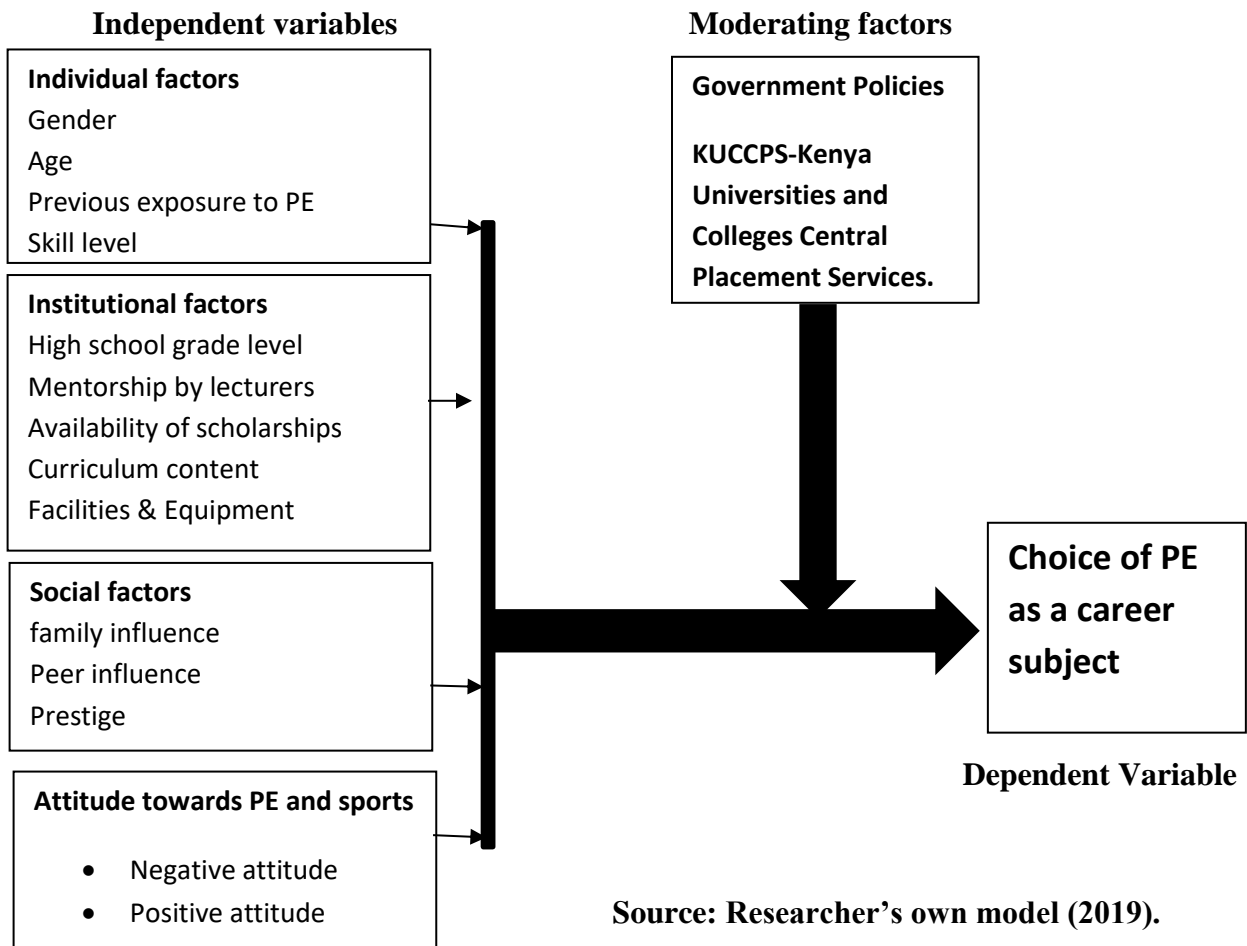 Independent variables
Moderating factors
Individual factors
Gender
Age
Previous exposure to PE
Skill level
Institutional factors
High school grade level
Mentorship by lecturers
Availability of scholarships
Curriculum content
Facilities & Equipment
Social factors
family influence
Peer influence
Prestige
Attitude towards PE and sports
• Negative attitude
• Positive attitude
Government Policies
KUCCPS-Kenya
Universities and
Colleges Central
Placement Services.
Choice of PE
as a career
subject
Dependent Variable
Source: Researcher’s own model (2019).